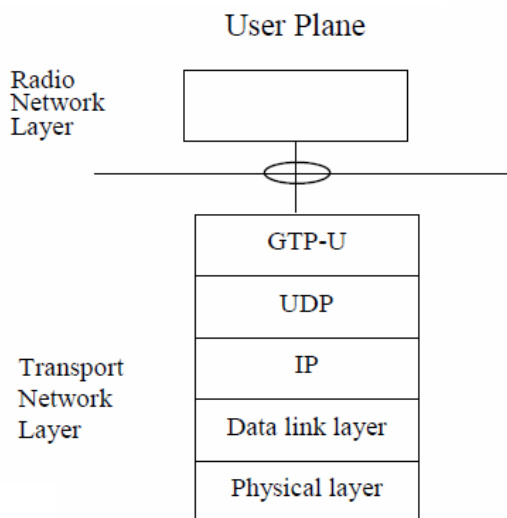 User Plane
Radio
Network
Layer
GTP-U
UDP
IP
Transport
Network
Layer
Data link layer
Physical layer